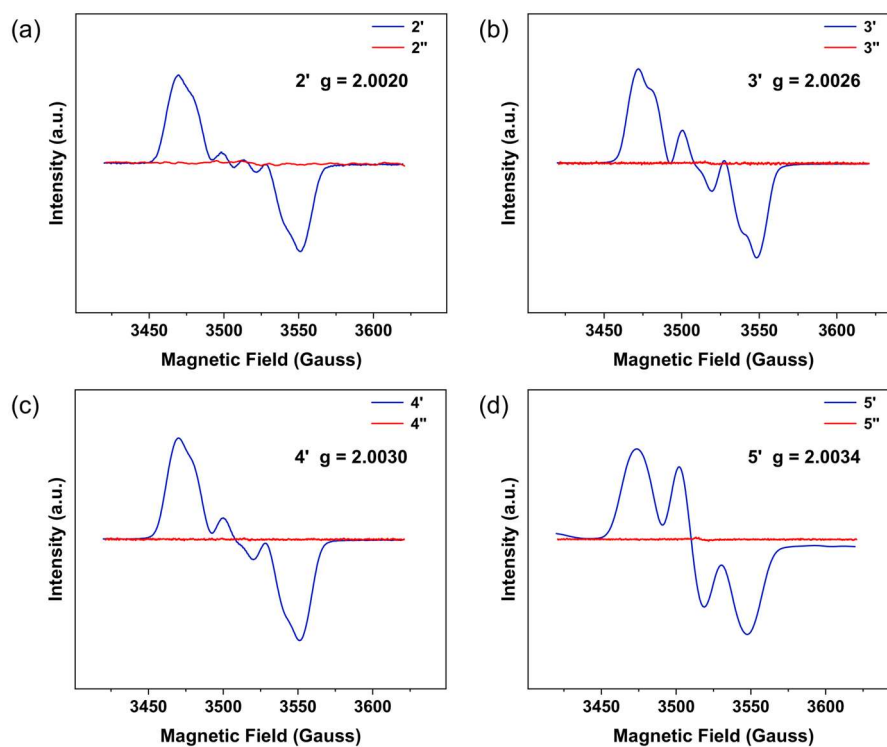 (a)
2'
2"
2' g = 2.0020
Intensity (a.u.)
3450 3500 3550 3600
Magnetic Field (Gauss)
(b)
3'
3"
3' g = 2.0026
Intensity (a.u.)
3450 3500 3550 3600
Magnetic Field (Gauss)
(c)
4'
4"
4' g = 2.0030
Intensity (a.u.)
3450 3500 3550 3600
Magnetic Field (Gauss)
(d)
5'
5"
5' g = 2.0034
Intensity (a.u.)
3450 3500 3550 3600
Magnetic Field (Gauss)